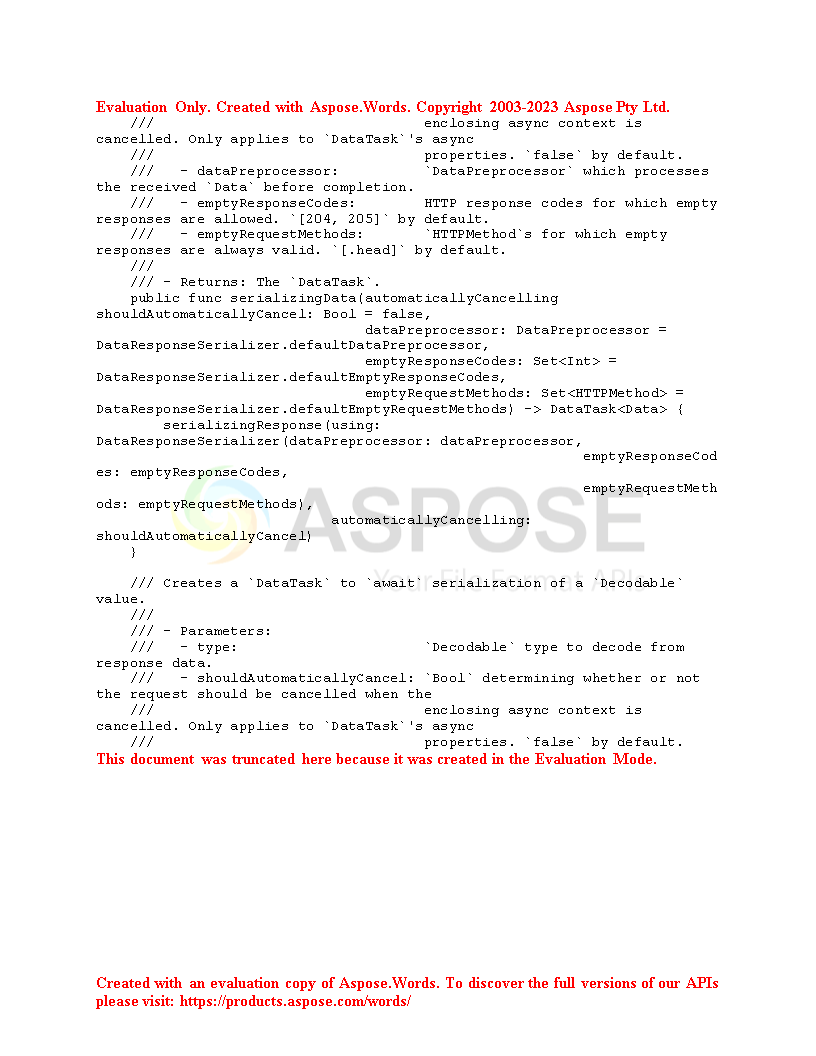 Evaluation Only. Created with Aspose.Words. Copyright 2003-2023 Aspose Pty Ltd.
    ///                                enclosing async context is
cancelled. Only applies to `DataTask`'s async
    ///                                properties. `false` by default.
    ///   - dataPreprocessor:          `DataPreprocessor` which processes
the received `Data` before completion.
    ///   - emptyResponseCodes:        HTTP response codes for which empty
responses are allowed. `[204, 205]` by default.
    ///   - emptyRequestMethods:       `HTTPMethod`s for which empty
responses are always valid. `[.head]` by default.
    ///
    /// - Returns: The `DataTask`.
    public func serializingData(automaticallyCancelling
shouldAutomaticallyCancel: Bool = false,
                                dataPreprocessor: DataPreprocessor =
DataResponseSerializer.defaultDataPreprocessor,
                                emptyResponseCodes: Set<Int> =
DataResponseSerializer.defaultEmptyResponseCodes,
                                emptyRequestMethods: Set<HTTPMethod> =
DataResponseSerializer.defaultEmptyRequestMethods) -> DataTask<Data> {
        serializingResponse(using:
DataResponseSerializer(dataPreprocessor: dataPreprocessor,
                                                          emptyResponseCod
es: emptyResponseCodes,
                                                          emptyRequestMeth
ods: emptyRequestMethods),
                            automaticallyCancelling:
shouldAutomaticallyCancel)
    }
ASPOSE
Your File Format APIs
    /// Creates a `DataTask` to `await` serialization of a `Decodable`
value.
    ///
    /// - Parameters:
    ///   - type:                      `Decodable` type to decode from
response data.
    ///   - shouldAutomaticallyCancel: `Bool` determining whether or not
the request should be cancelled when the
    ///                                enclosing async context is
cancelled. Only applies to `DataTask`'s async
    ///                                properties. `false` by default.
This document was truncated here because it was created in the Evaluation Mode.
Created with an evaluation copy of Aspose.Words. To discover the full versions of our APIs
please visit: https://products.aspose.com/words/